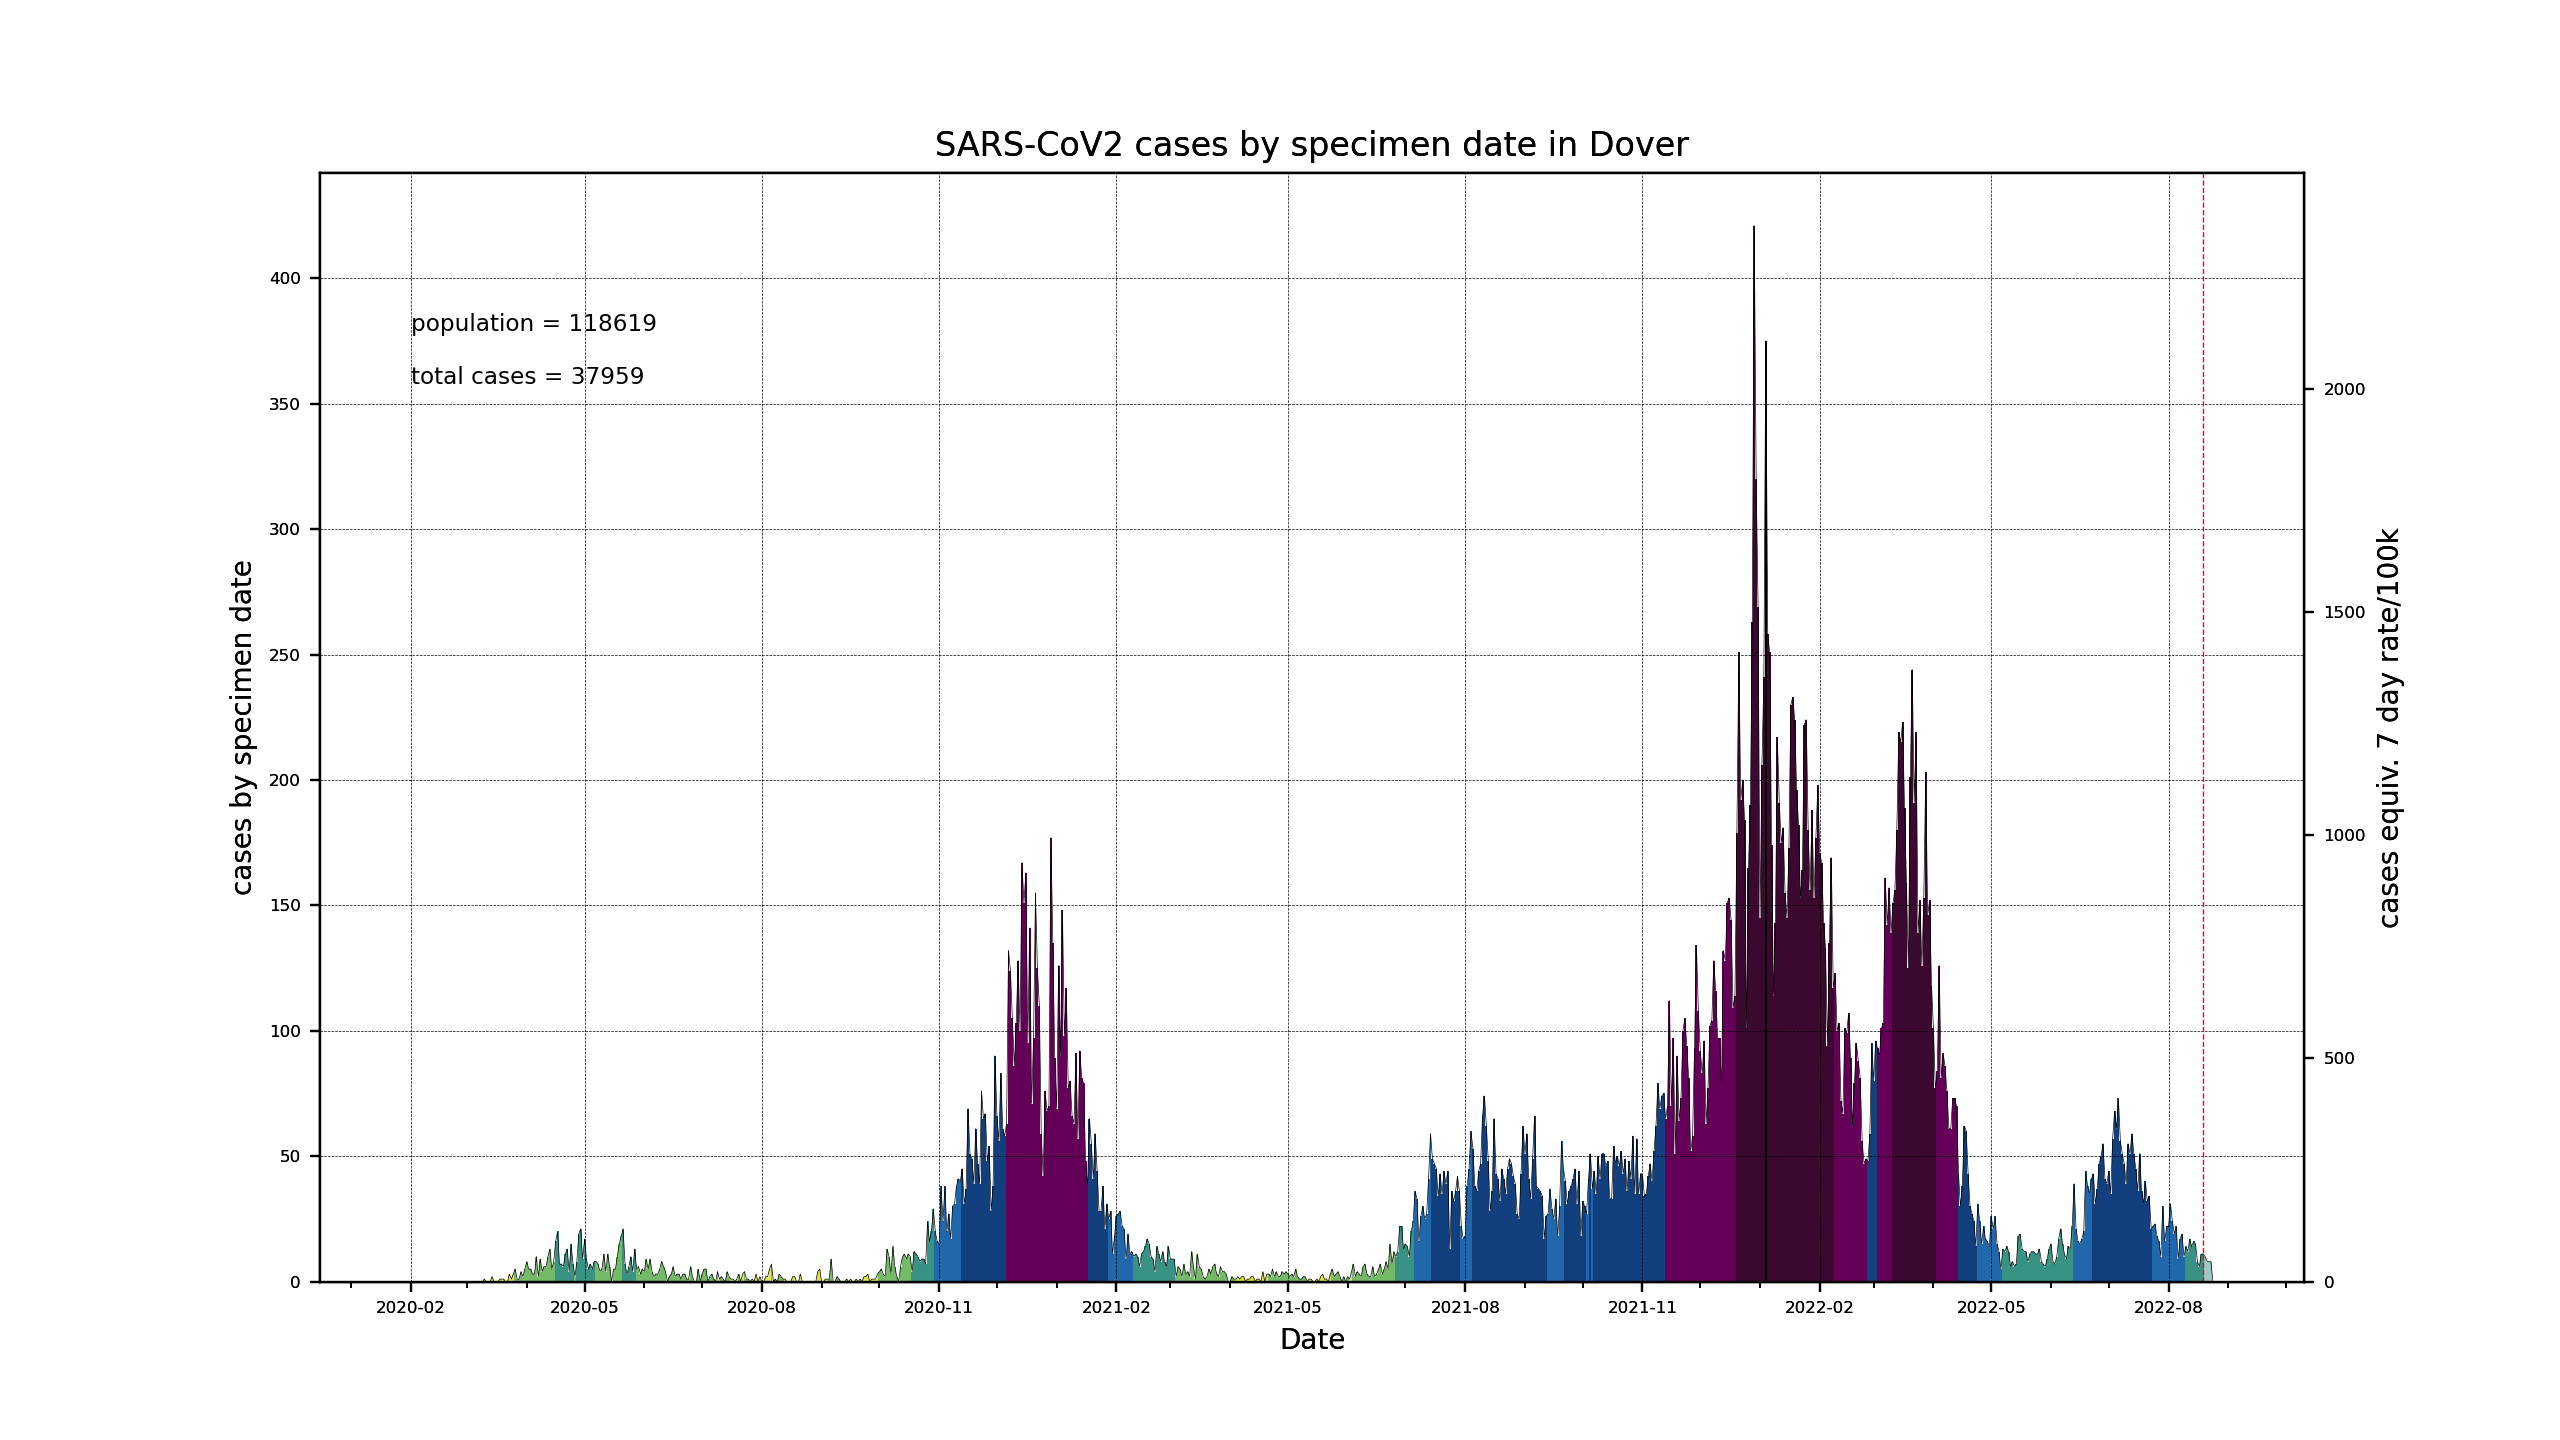 SARS-CoV2 cases by specimen date in Dover
population = 118619
total cases = 37959
cases by specimen date
400
350
300
250
200
150
100
50
0
2000
1500
1000
500
0
cases equiv. 7 day rate/100k
2020-02 2020-05 2020-08 2020-11 2021-02 2021-05 2021-08 2021-11 2022-02 2022-05 2022-08
Date